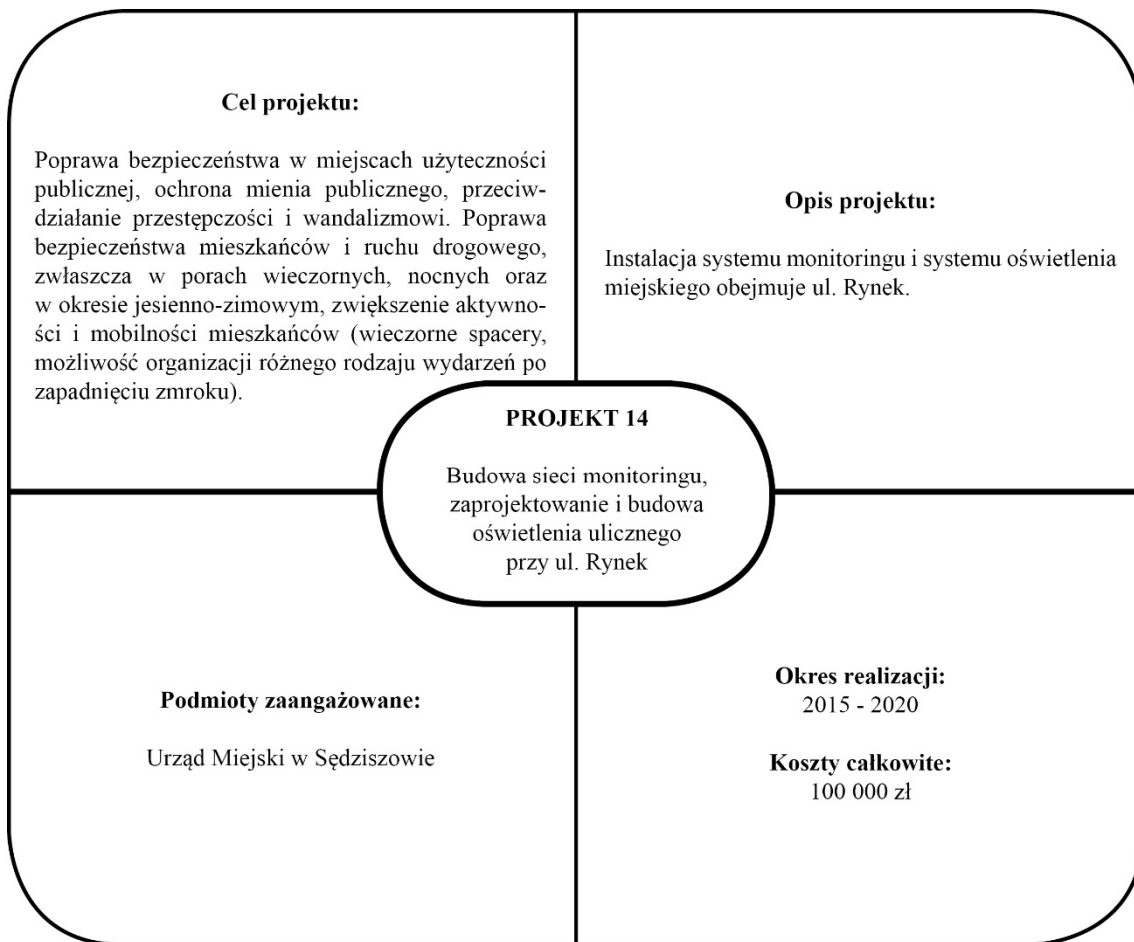 Cel projektu:
Poprawa bezpieczeństwa w miejscach użyteczności
publicznej, ochrona mienia publicznego, przeciw-
działanie przestępczości i wandalizmowi. Poprawa
bezpieczeństwa mieszkańców i ruchu drogowego,
zwłaszcza w porach wieczornych, nocnych oraz
w okresie jesienno-zimowym, zwiększenie aktywno-
ści i mobilności mieszkańców (wieczorne spacery,
możliwość organizacji różnego rodzaju wydarzeń po
zapadnięciu zmroku).
Opis projektu:
Instalacja systemu monitoringu i systemu oświetlenia
miejskiego obejmuje ul. Rynek.
PROJEKT 14
Budowa sieci monitoringu,
zaprojektowanie i budowa
oświetlenia ulicznego
przy ul. Rynek
Podmioty zaangażowane:
Urząd Miejski w Sędziszowie
Okres realizacji:
2015 - 2020
Koszty całkowite:
100 000 zł